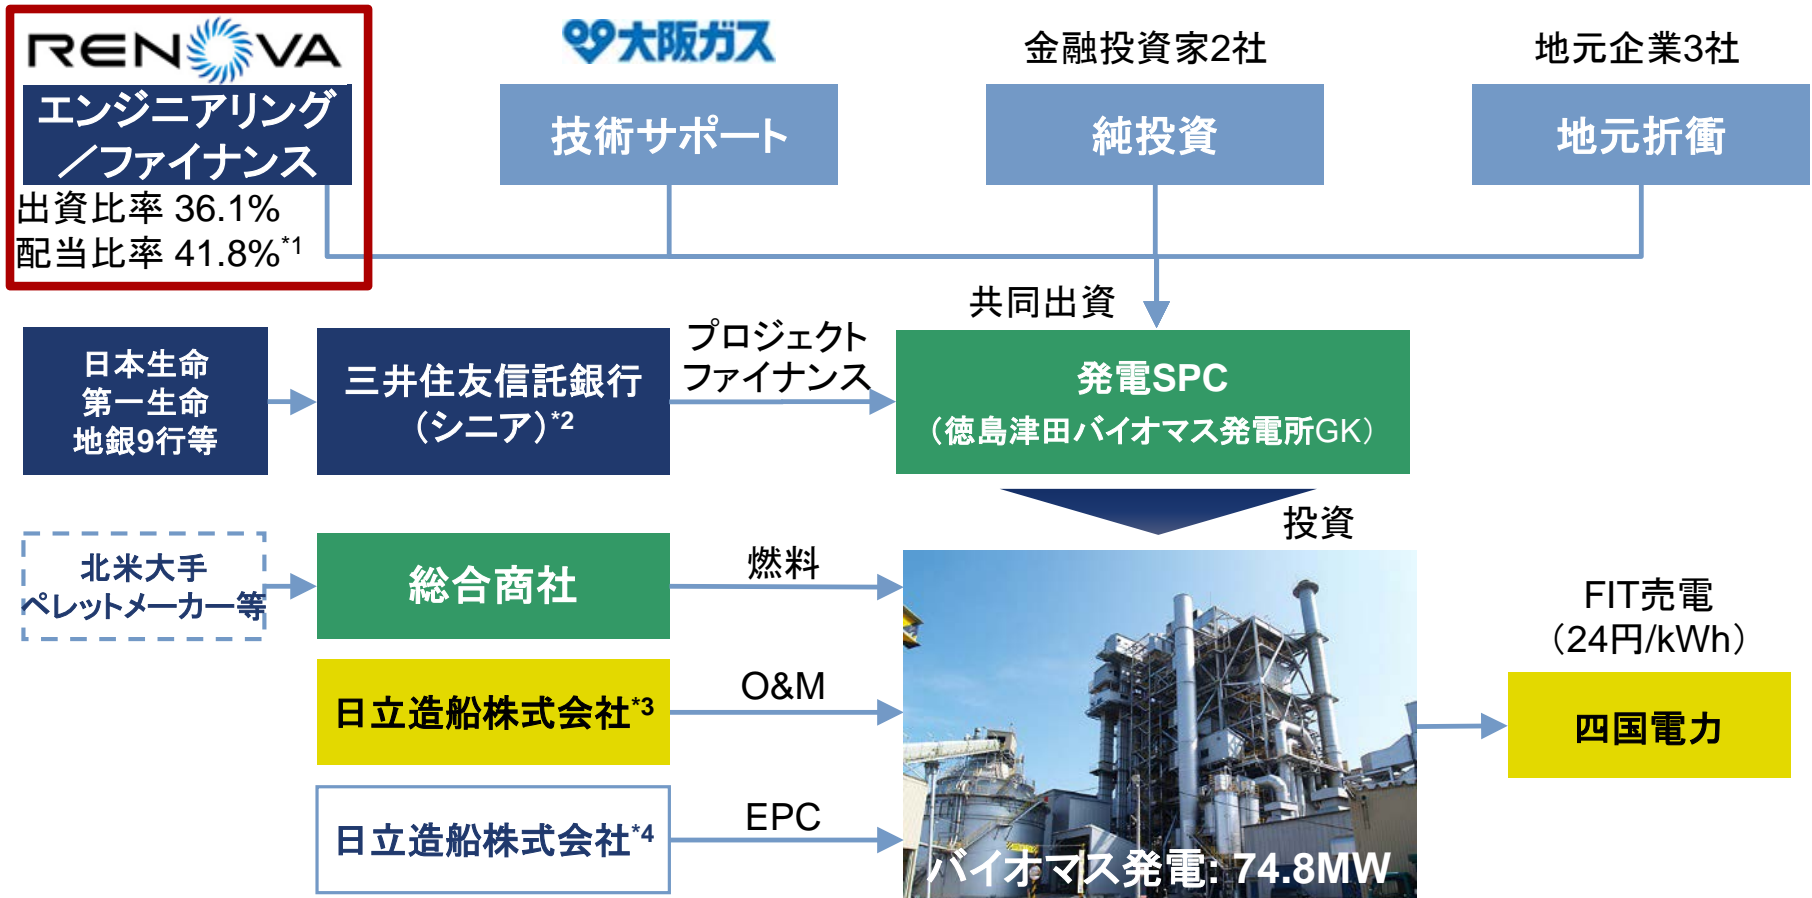 RENOVA
大阪ガス
金融投資家2社
地元企業3社
エンジニアリング
／ファイナンス
技術サポート
純投資
地元折衝
出資比率 36.1%
配当比率 41.8%*1
共同出資
日本生命
第一生命
地銀9行等
三井住友信託銀行
（シニア）*2
プロジェクト
ファイナンス
発電SPC
（徳島津田バイオマス発電所GK）
投資
北米大手
ペレットメーカー等
総合商社
燃料
FIT売電
（24円/kWh）
日立造船株式会社*3
O&M
四国電力
日立造船株式会社*4
EPC
バイオマス発電: 74.8MW